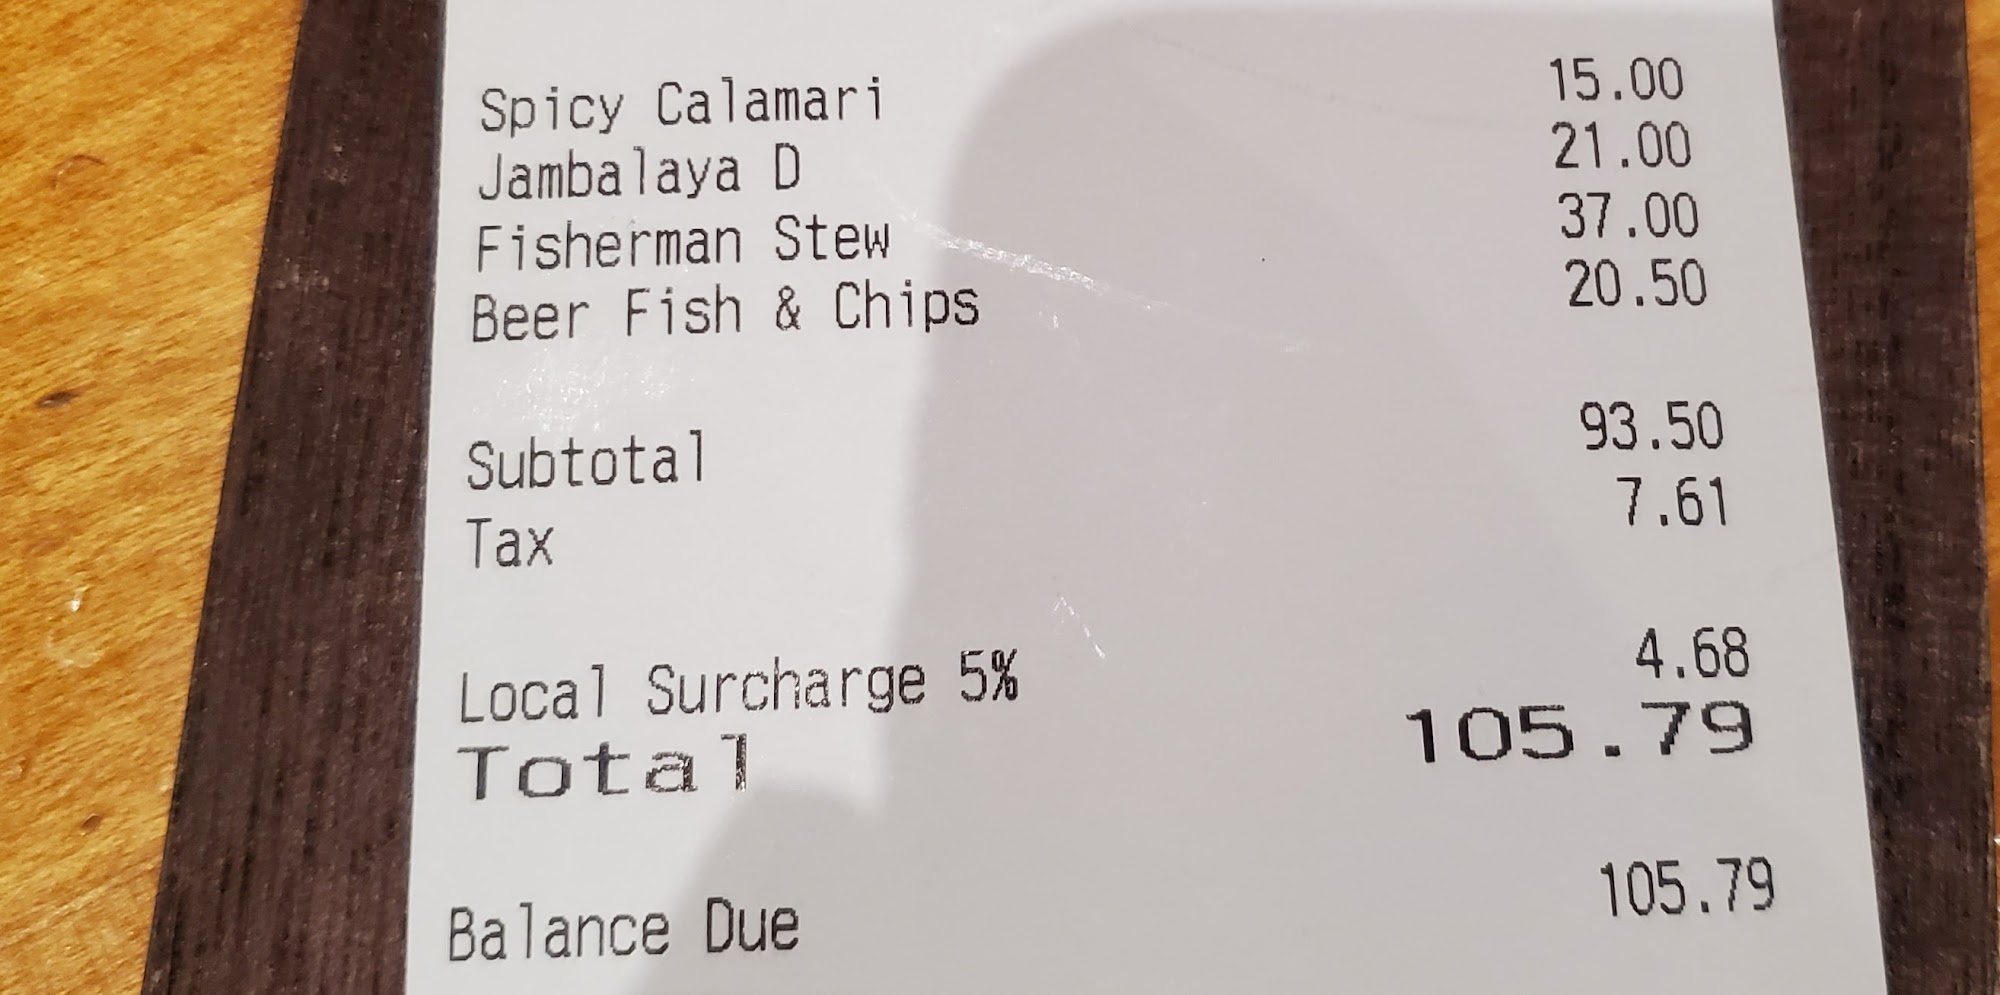 Spicy Calamari 15.00
Jambalaya D 21.00
Fisherman Stew 37.00
Beer Fish & Chips 20.50
Subtotal 93.50
Tax 7.61
Local Surcharge 5% 4.68
Total 105.79
Balance Due 105.79